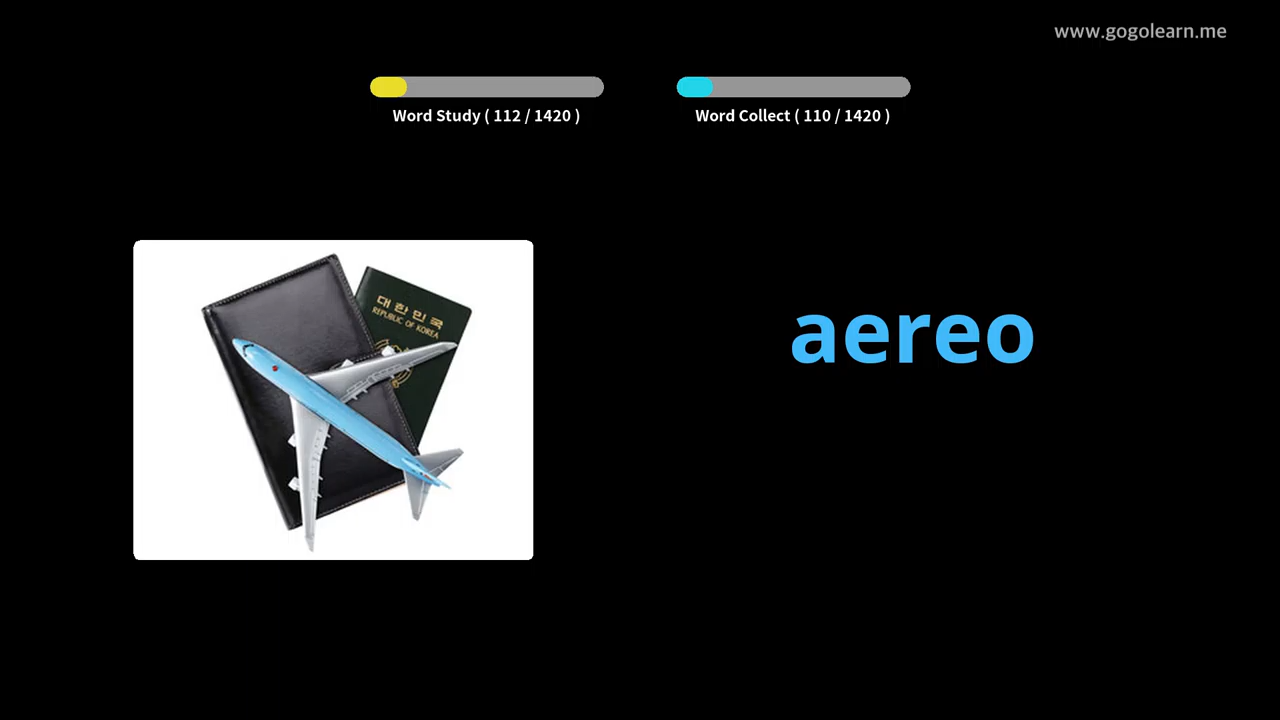 www.gogolearn.me
Word Study ( 112 / 1420 )
Word Collect ( 110 / 1420 )
대한민국
REPUBLIC OF KOREA
aereo